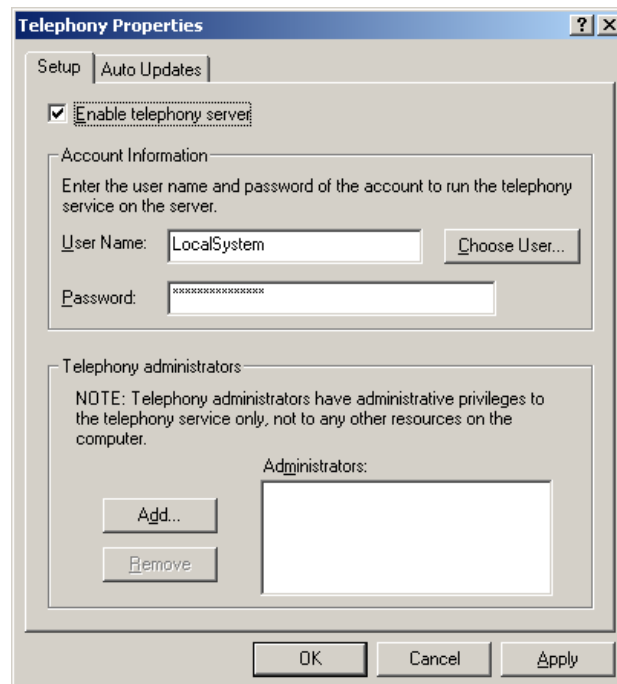 Telephony Properties
Setup
Auto Updates
Enable telephony server
Account Information
Enter the user name and password of the account to run the telephony
service on the server.
User Name:
LocalSystem
Choose User...
Password:
***************
Telephony administrators
NOTE: Telephony administrators have administrative privileges to
the telephony service only, not to any other resources on the
computer.
Administrators:
Add...
Remove
OK
Cancel
Apply